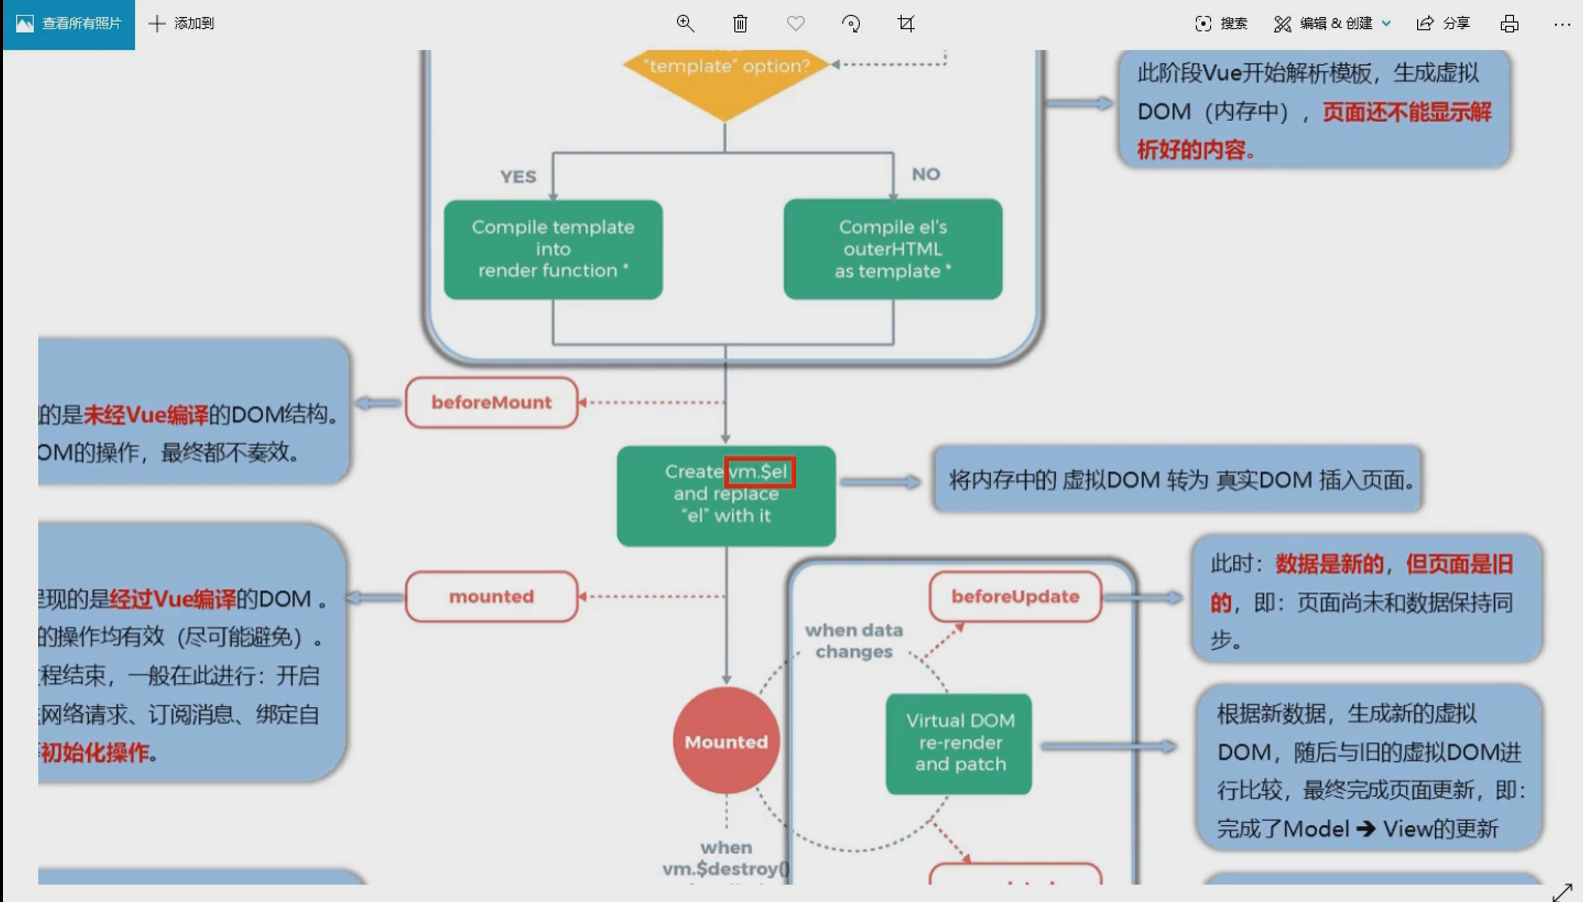 查看所有照片
添加到
搜索
编辑 & 创建
分享
"template" option?
此阶段Vue开始解析模板，生成虚拟
DOM（内存中），页面还不能显示解
析好的内容。
YES
NO
Compile template
into
render function *
Compile el's
outerHTML
as template *
的是未经Vue编译的DOM结构。
OM的操作，最终都不奏效。
beforeMount
Create vm.$el
and replace
"el" with it
将内存中的 虚拟DOM 转为 真实DOM 插入页面。
现的是经过Vue编译的DOM 。
的操作均有效（尽可能避免）。
程结束，一般在此进行：开启
网络请求、订阅消息、绑定自
初始化操作。
mounted
beforeUpdate
此时：数据是新的，但页面是旧
的，即：页面尚未和数据保持同
步。
when data
changes
Mounted
Virtual DOM
re-render
and patch
根据新数据，生成新的虚拟
DOM，随后与旧的虚拟DOM进
行比较，最终完成页面更新，即：
完成了Model ➔ View的更新
when
vm.$destroy()